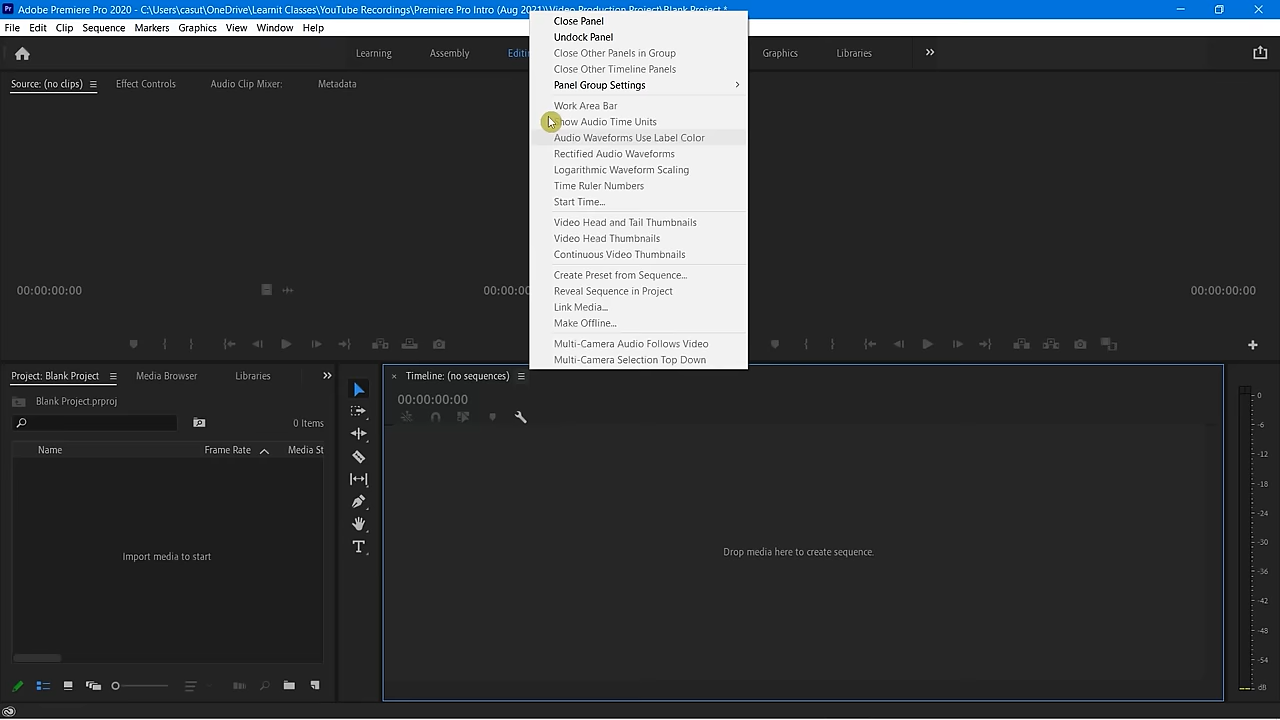 Pr Adobe Premiere Pro 2020 - C:\Users\casut\OneDrive\Learnit Classes\YouTube Recordings\Premiere Pro Intro (Aug 2021)\Video Production Project\Blank Project *
File Edit Clip Sequence Markers Graphics View Window Help
Learning Assembly Editi Graphics Libraries
Source: (no clips) Effect Controls Audio Clip Mixer: Metadata
Close Panel
Undock Panel
Close Other Panels in Group
Close Other Timeline Panels
Panel Group Settings
Work Area Bar
Show Audio Time Units
Audio Waveforms Use Label Color
Rectified Audio Waveforms
Logarithmic Waveform Scaling
Time Ruler Numbers
Start Time...
Video Head and Tail Thumbnails
Video Head Thumbnails
Continuous Video Thumbnails
Create Preset from Sequence...
Reveal Sequence in Project
Link Media...
Make Offline...
Multi-Camera Audio Follows Video
Multi-Camera Selection Top Down
00:00:00:00 00:00:0 00:00:00:00
Project: Blank Project Media Browser Libraries
Blank Project.prproj
0 Items
Name Frame Rate Media St
Import media to start
Timeline: (no sequences)
00:00:00:00
Drop media here to create sequence.
0
-6
-12
-18
-24
-30
-36
-42
-48
-54
dB